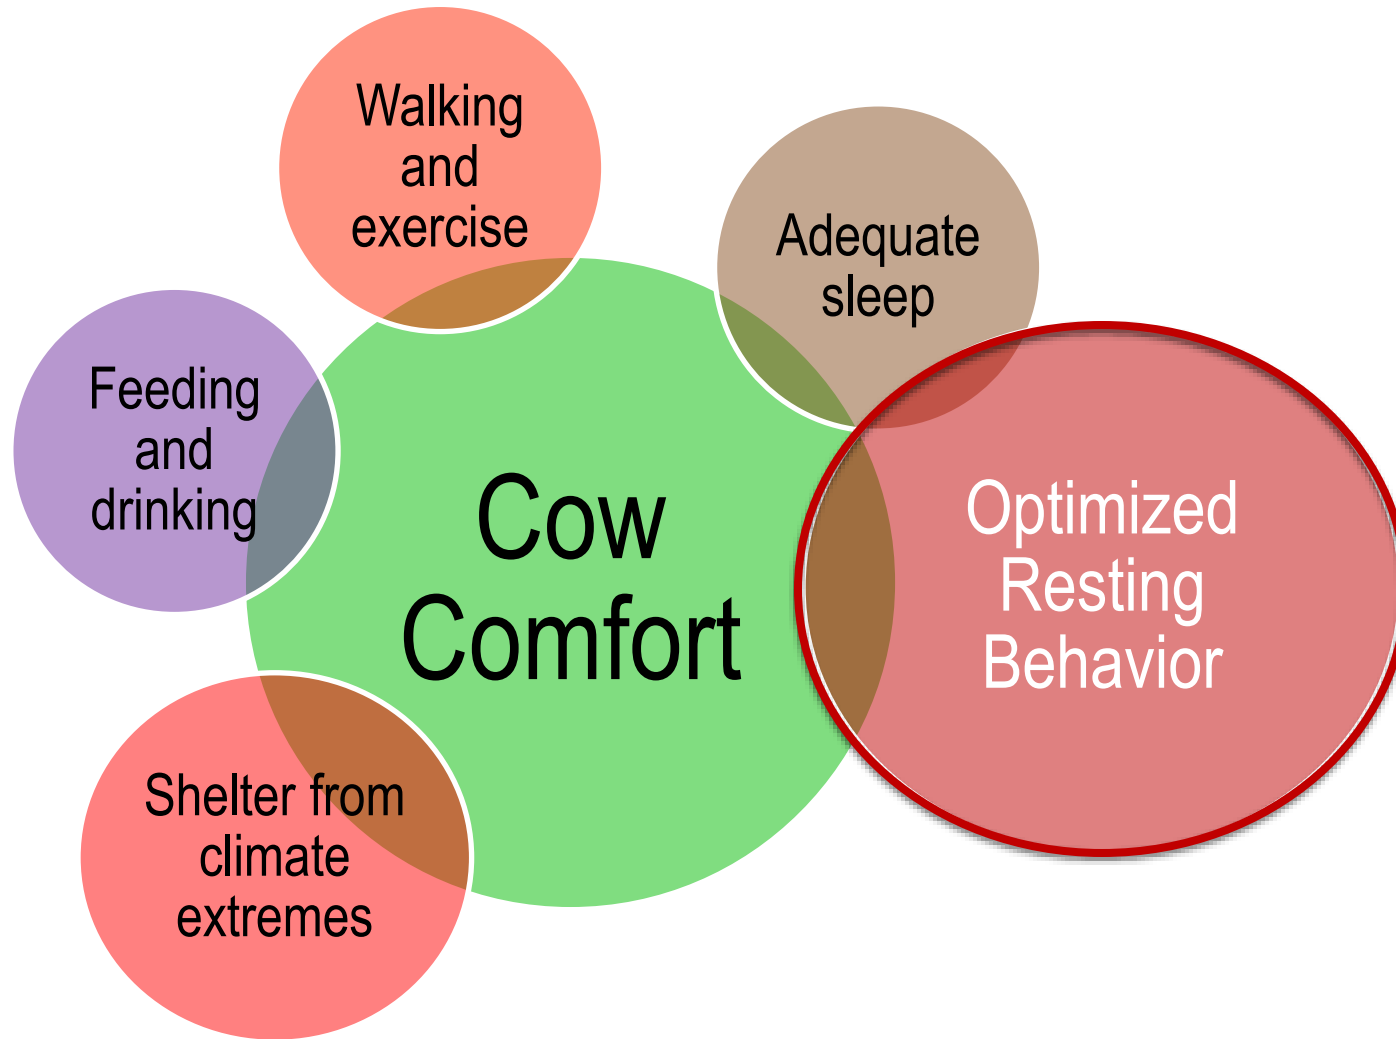 Walking
and
exercise
Adequate
sleep
Feeding
and
drinking
Cow
Comfort
Optimized
Resting
Behavior
Shelter from
climate
extremes